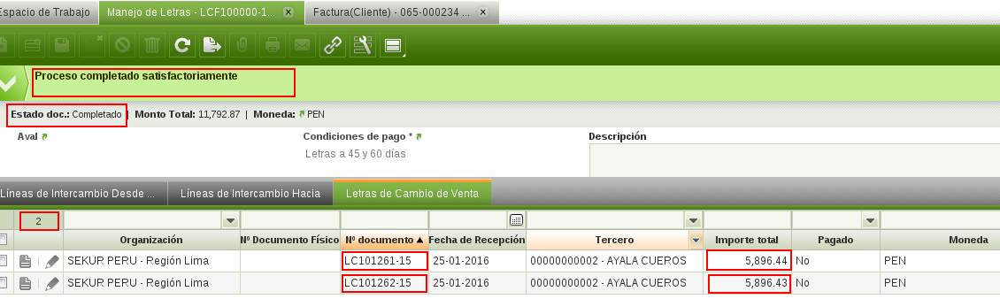 Espacio de Trabajo Manejo de Letras - LCF100000-1... Factura(Cliente) - 065-000234 ...
Proceso completado satisfactoriamente
Estado doc.: Completado | Monto Total: 11,792.87 | Moneda: PEN
Aval Condiciones de pago * Descripción
Letras a 45 y 60 días
Líneas de Intercambio Desde ... Líneas de Intercambio Hacia Letras de Cambio de Venta
2
Organización Nº Documento Físico Nº documento Fecha de Recepción Tercero Importe total Pagado Moneda
SEKUR PERU - Región Lima LC101261-15 25-01-2016 00000000002 - AYALA CUEROS 5,896.44 No PEN
SEKUR PERU - Región Lima LC101262-15 25-01-2016 00000000002 - AYALA CUEROS 5,896.43 No PEN